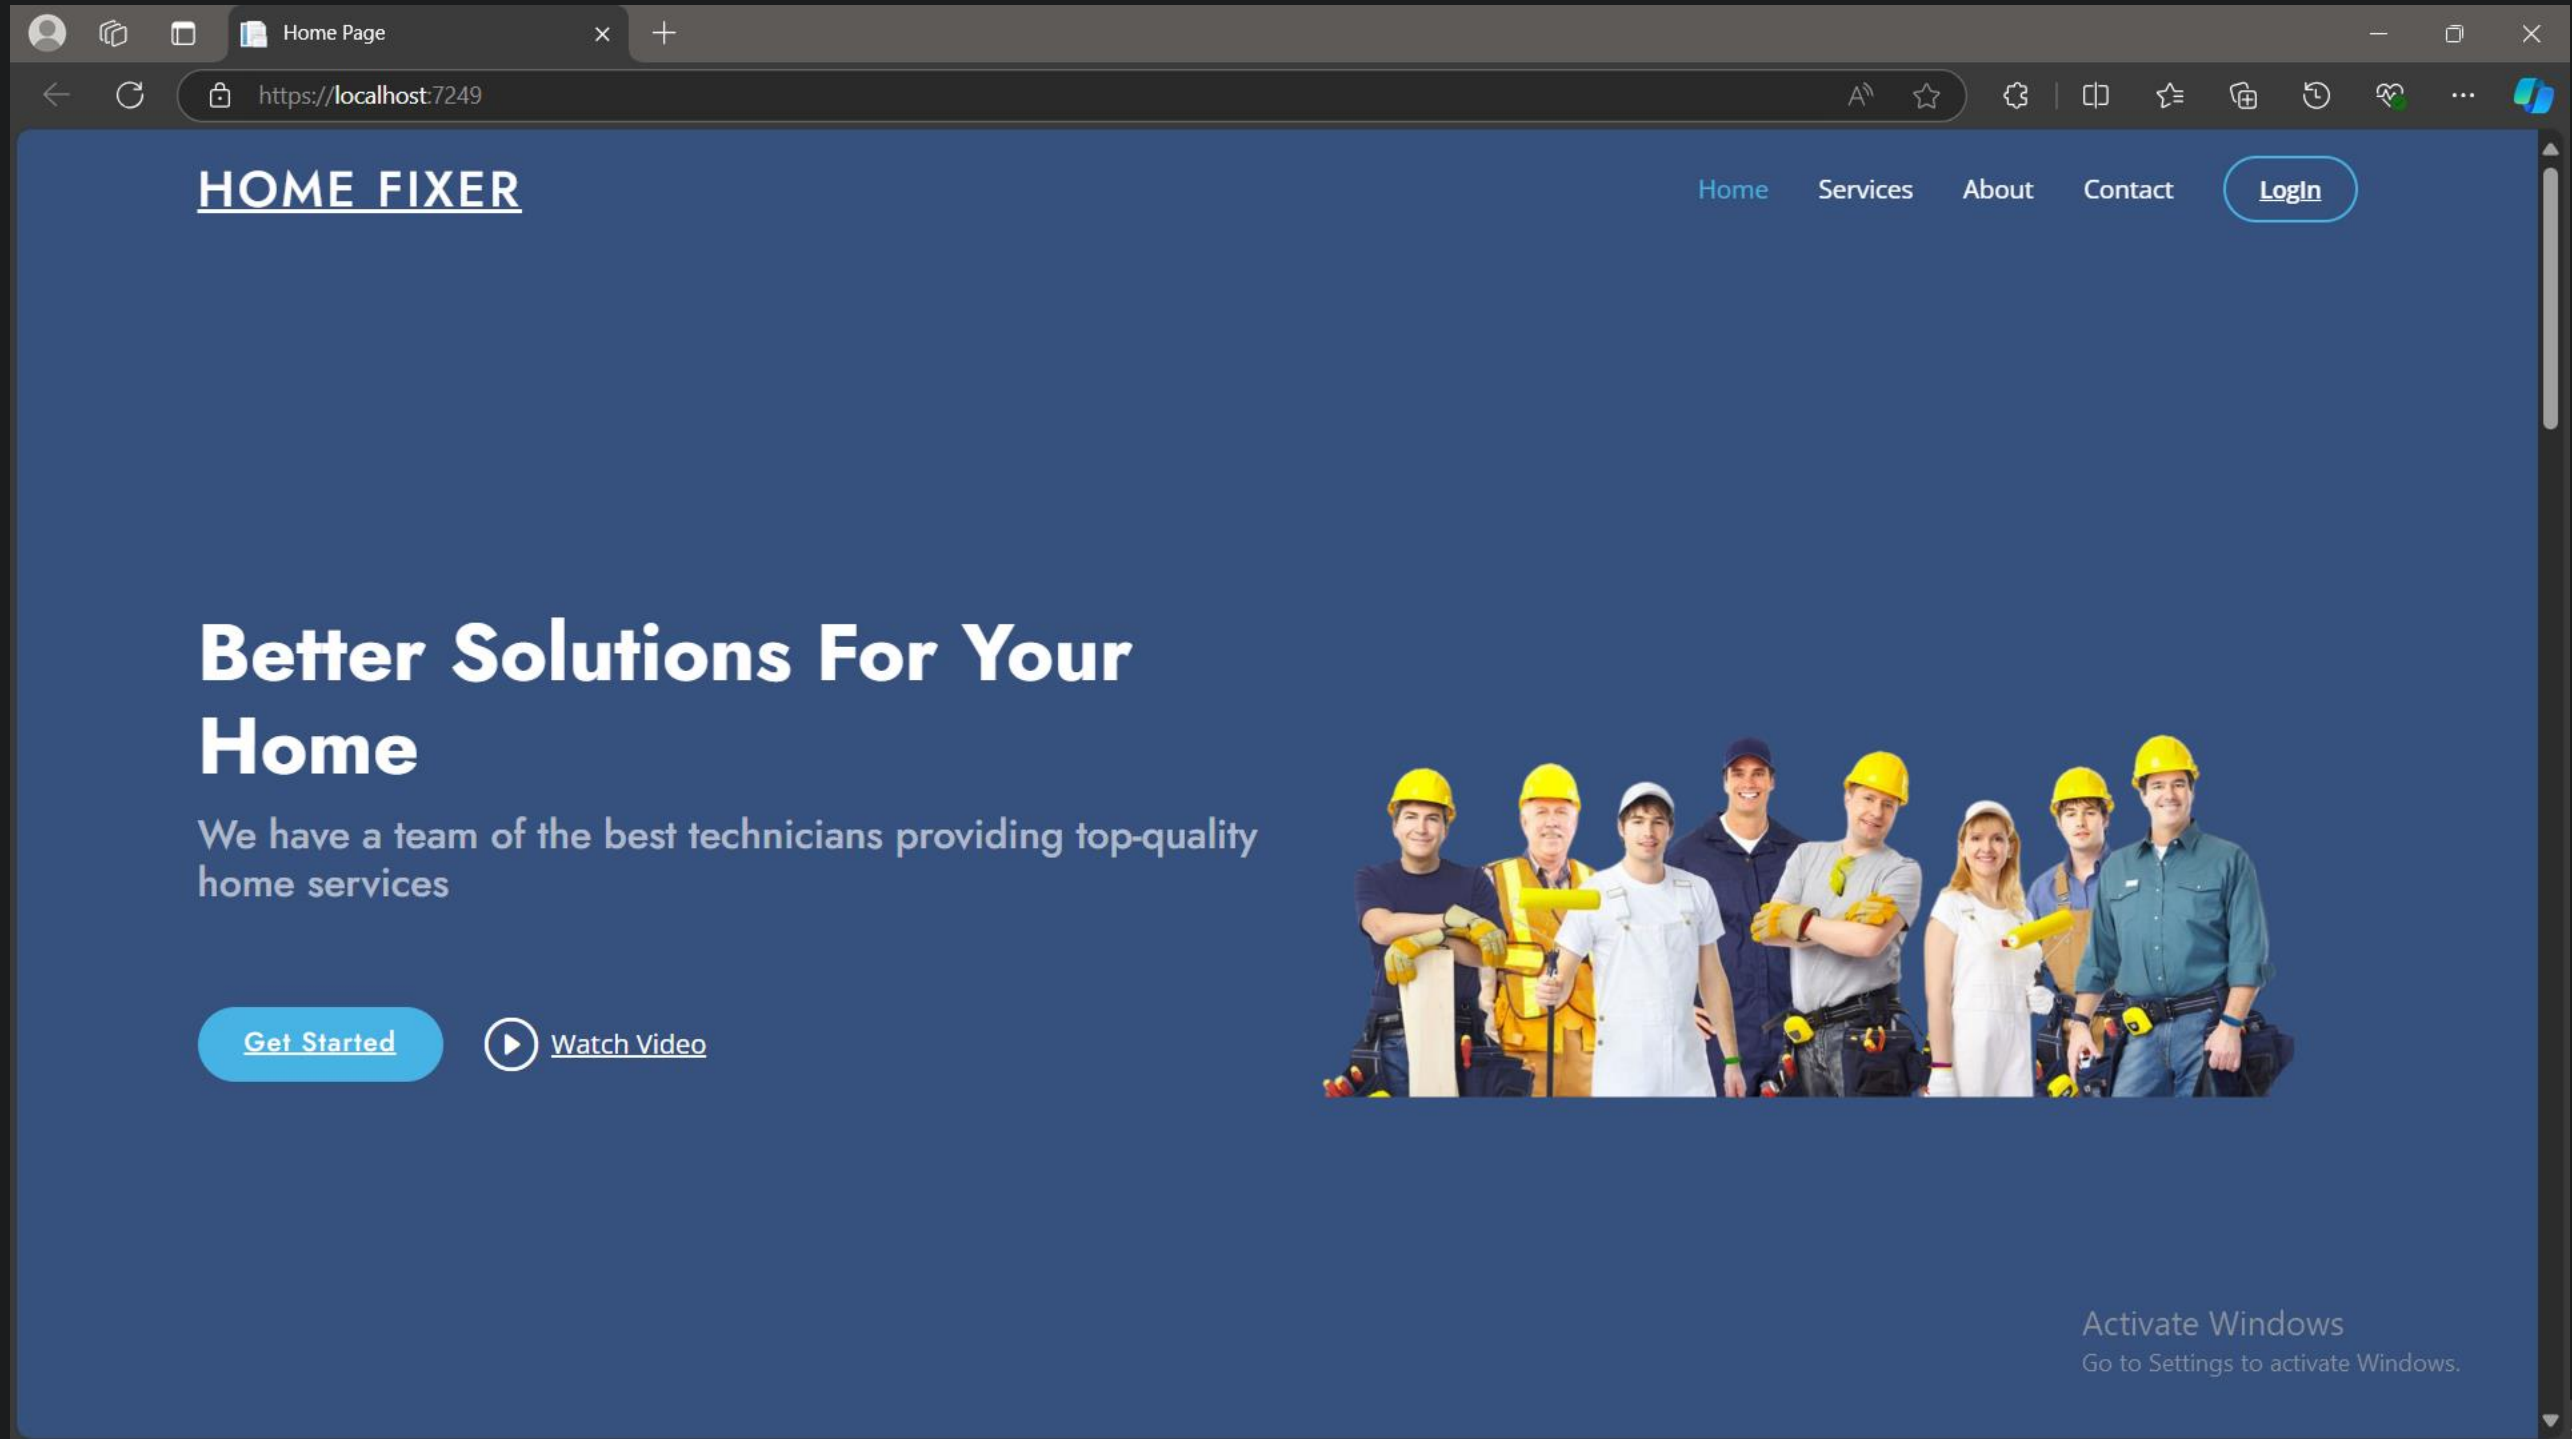 Home Page
https://localhost:7249
HOME FIXER
Home
Services
About
Contact
LogIn
Better Solutions For Your
Home
We have a team of the best technicians providing top-quality
home services
Get Started
Watch Video
Activate Windows
Go to Settings to activate Windows.